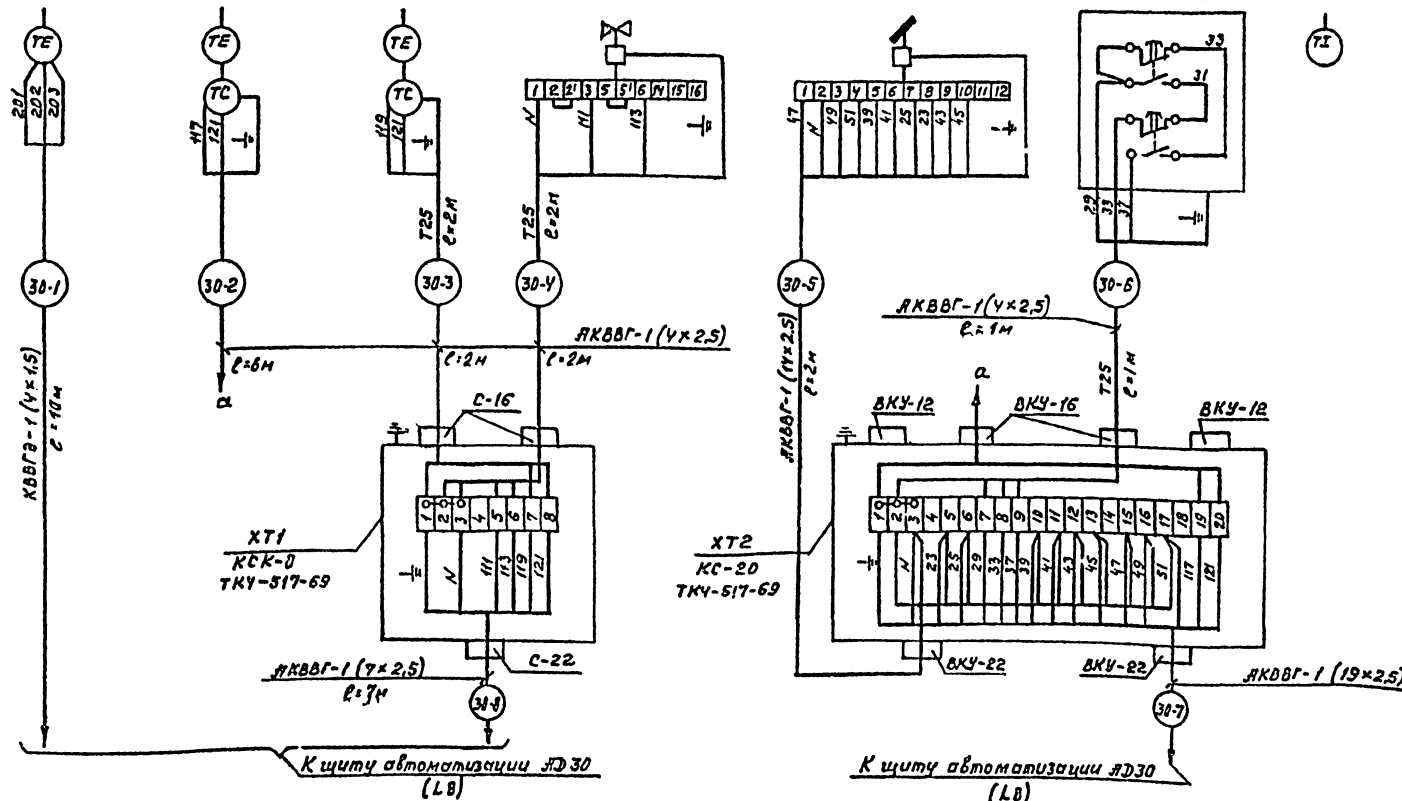 TE
TE
TE
TI
TC
TC
201
202
203
117
121
119
121
1 2 2' 3 5 5' 6 14 15 16
N
111
113
1 2 3 4 5 6 7 8 9 10 11 12
47
N
49
51
39
41
25
23
43
45
33
31
29
33
37
T25
ℓ=2м
T25
ℓ=2м
30-1
30-2
30-3
30-4
30-5
30-6
КВВГЭ-1 (4×1,5)
ℓ=10м
АКВВГ-1 (4×2,5)
ℓ=6м
ℓ=2м
ℓ=2м
а
АКВВГ-1 (14×2,5)
ℓ=2м
АКВВГ-1 (4×2,5)
ℓ=1м
T25
ℓ=1м
а
С-16
ВКУ-12
ВКУ-16
ВКУ-12
1 2 3 4 5 6 7 8
N
111
113
119
121
ХТ1
КСК-8
ТКЧ-517-69
1 2 3 4 5 6 7 8 9 10 11 12 13 14 15 16 17 18 19 20
N
23
25
29
33
37
39
41
43
45
47
49
51
117
121
ХТ2
КС-20
ТКЧ-517-69
С-22
АКВВГ-1 (7×2,5)
ℓ=7м
30-8
ВКУ-22
ВКУ-22
АКВВГ-1 (19×2,5)
30-7
К щиту автоматизации АД30
(L8)
К щиту автоматизации АД30
(L8)